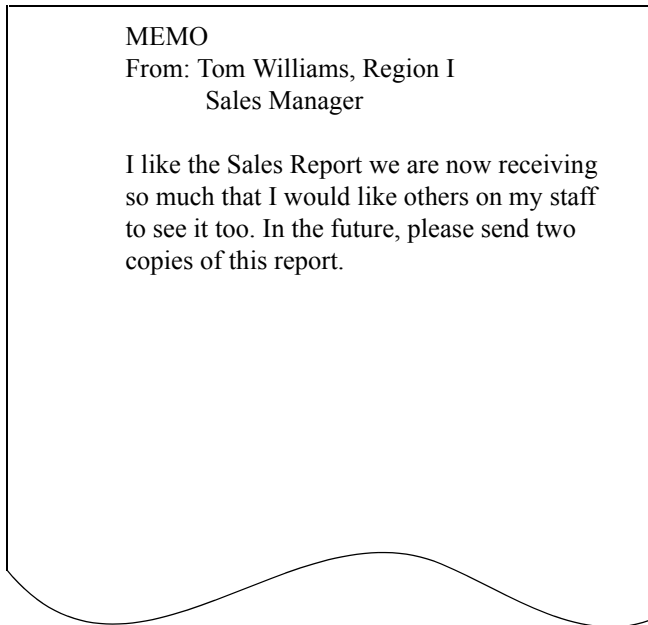 MEMO
From: Tom Williams, Region I
Sales Manager
I like the Sales Report we are now receiving
so much that I would like others on my staff
to see it too. In the future, please send two
copies of this report.